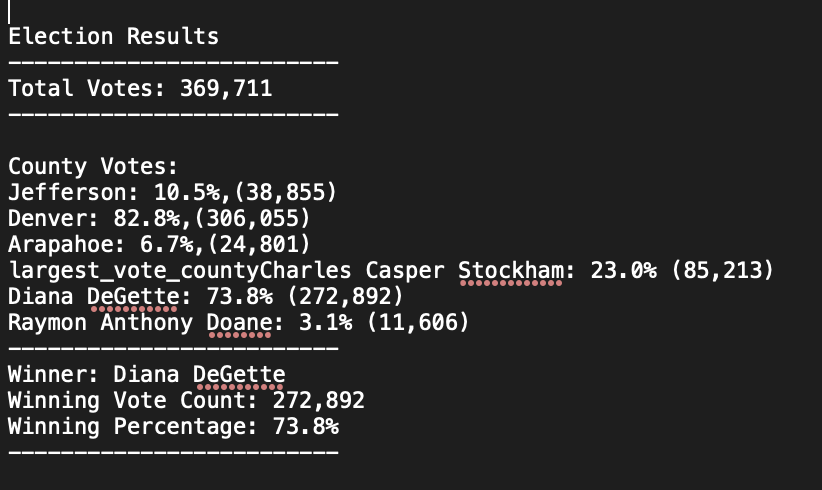 Election Results
-------------------------
Total Votes: 369,711
-------------------------
County Votes:
Jefferson: 10.5%,(38,855)
Denver: 82.8%,(306,055)
Arapahoe: 6.7%,(24,801)
largest_vote_countyCharles Casper Stockham: 23.0% (85,213)
Diana DeGette: 73.8% (272,892)
Raymon Anthony Doane: 3.1% (11,606)
-------------------------
Winner: Diana DeGette
Winning Vote Count: 272,892
Winning Percentage: 73.8%
-------------------------